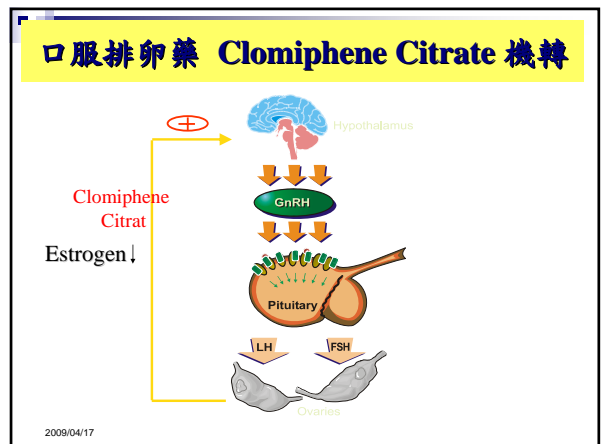 口服排卵藥 Clomiphene Citrate 機轉
+
Hypothalamus
Clomiphene
Citrat
GnRH
Estrogen↓
Pituitary
LH FSH
Ovaries
2009/04/17